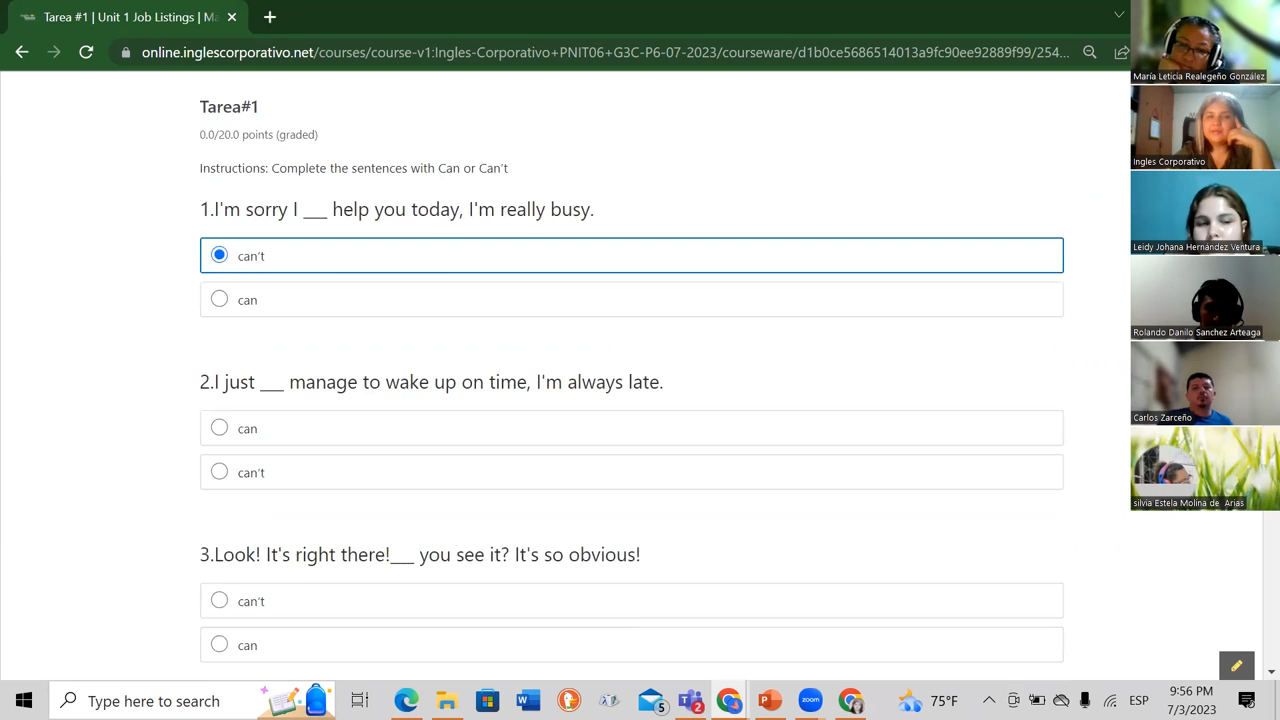 Tarea #1 | Unit 1 Job Listings | Ma
online.inglescorporativo.net/courses/course-v1:Ingles-Corporativo+PNIT06+G3C-P6-07-2023/courseware/d1b0ce5686514013a9fc90ee92889f99/254...
María Leticia Realegeño González
Ingles Corporativo
Leidy Johana Hernández Ventura
Rolando Danilo Sanchez Arteaga
Carlos Zarceño
silvia Estela Molina de Arias
Tarea#1
0.0/20.0 points (graded)
Instructions: Complete the sentences with Can or Can’t
1.I'm sorry I ___ help you today, I'm really busy.
can’t
can
2.I just ___ manage to wake up on time, I'm always late.
can
can’t
3.Look! It's right there!___ you see it? It's so obvious!
can’t
can
Type here to search
W
5
2
P
zoom
75°F
ESP
9:56 PM
7/3/2023